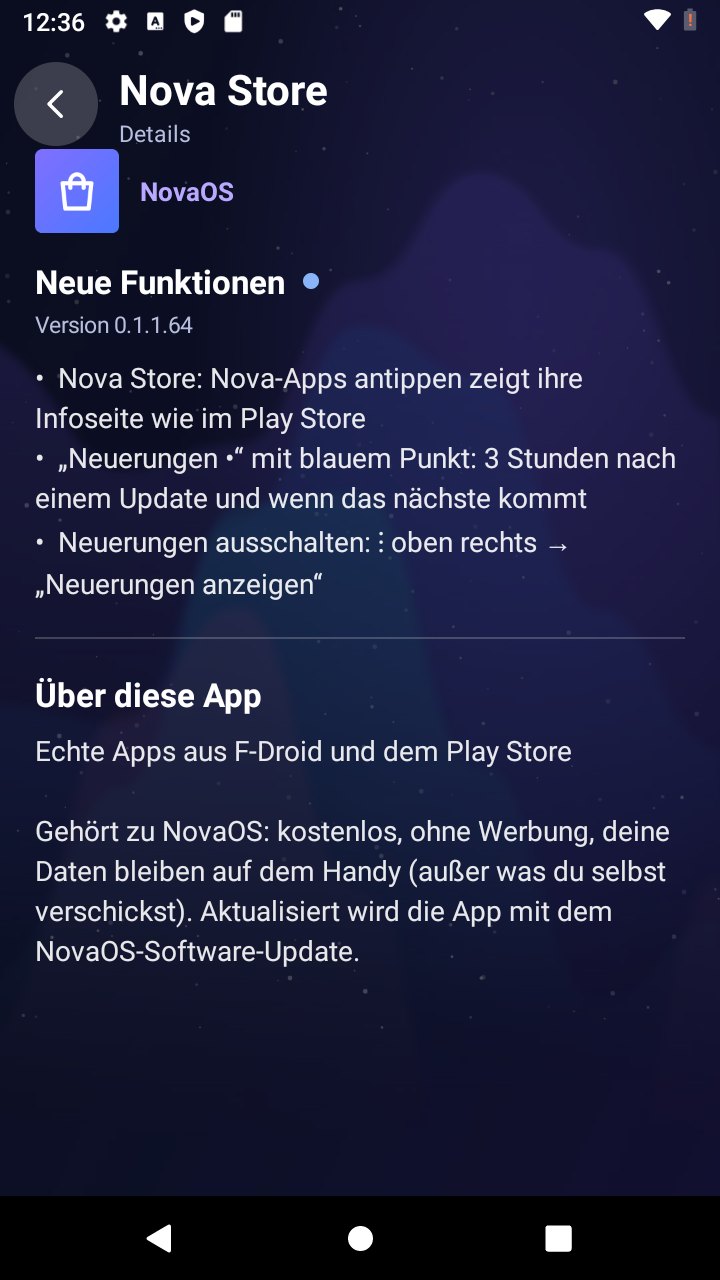 12:36
Nova Store
Details
NovaOS
Neue Funktionen
Version 0.1.1.64
• Nova Store: Nova-Apps antippen zeigt ihre
Infoseite wie im Play Store
• „Neuerungen •“ mit blauem Punkt: 3 Stunden nach
einem Update und wenn das nächste kommt
• Neuerungen ausschalten: ⋮ oben rechts →
„Neuerungen anzeigen“
Über diese App
Echte Apps aus F-Droid und dem Play Store
Gehört zu NovaOS: kostenlos, ohne Werbung, deine
Daten bleiben auf dem Handy (außer was du selbst
verschickst). Aktualisiert wird die App mit dem
NovaOS-Software-Update.